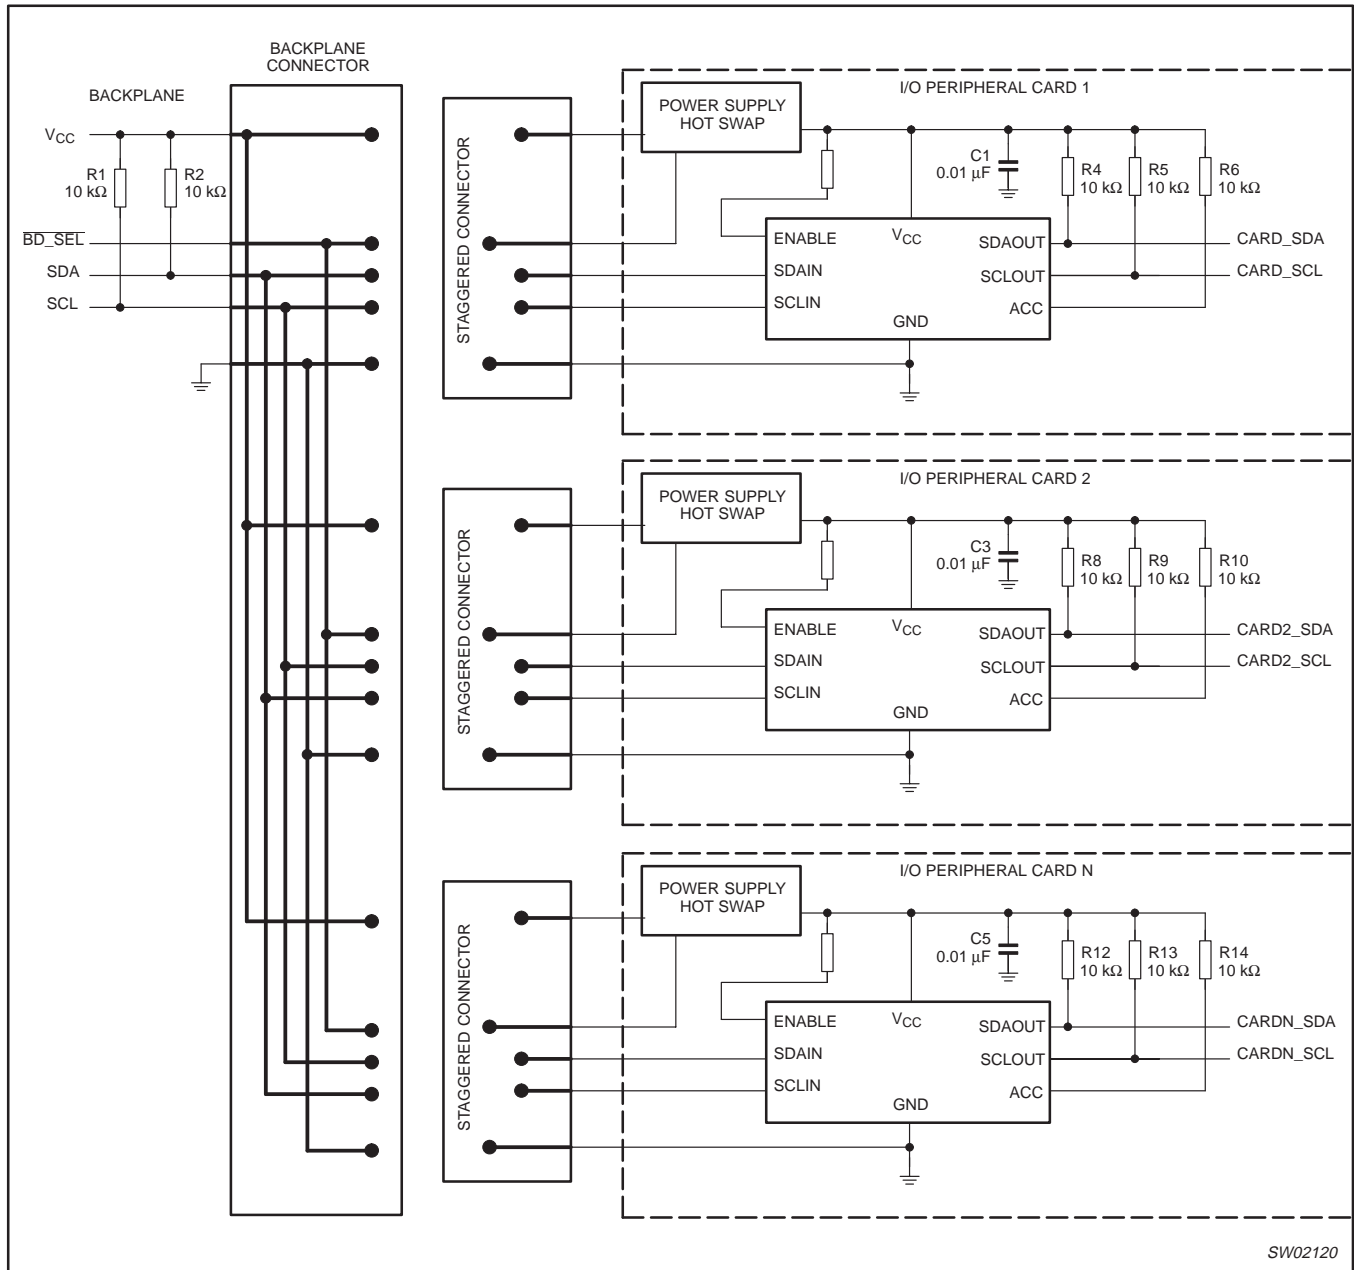 BACKPLANE
CONNECTOR
BACKPLANE
VCC
R1
10 kΩ
R2
10 kΩ
BD_SEL
SDA
SCL
STAGGERED CONNECTOR
I/O PERIPHERAL CARD 1
POWER SUPPLY
HOT SWAP
C1
0.01 µF
R4
10 kΩ
R5
10 kΩ
R6
10 kΩ
ENABLE
VCC
SDAOUT
SDAIN
SCLOUT
SCLIN
ACC
GND
CARD_SDA
CARD_SCL
STAGGERED CONNECTOR
I/O PERIPHERAL CARD 2
POWER SUPPLY
HOT SWAP
C3
0.01 µF
R8
10 kΩ
R9
10 kΩ
R10
10 kΩ
ENABLE
VCC
SDAOUT
SDAIN
SCLOUT
SCLIN
ACC
GND
CARD2_SDA
CARD2_SCL
STAGGERED CONNECTOR
I/O PERIPHERAL CARD N
POWER SUPPLY
HOT SWAP
C5
0.01 µF
R12
10 kΩ
R13
10 kΩ
R14
10 kΩ
ENABLE
VCC
SDAOUT
SDAIN
SCLOUT
SCLIN
ACC
GND
CARDN_SDA
CARDN_SCL
SW02120